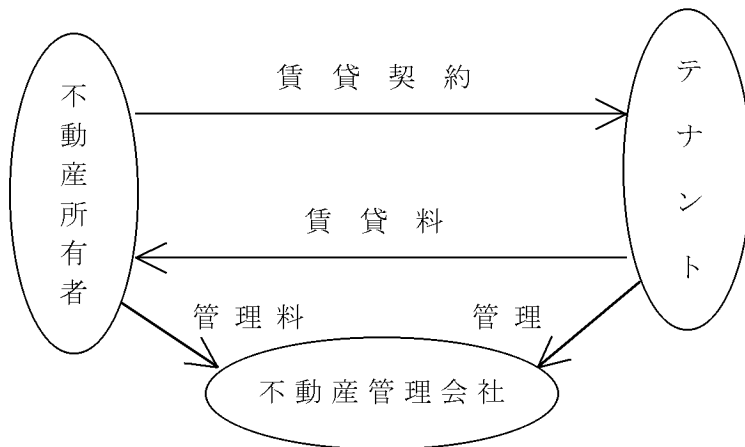 不動産所有者
賃貸契約
テナント
賃貸料
管理料
管理
不動産管理会社